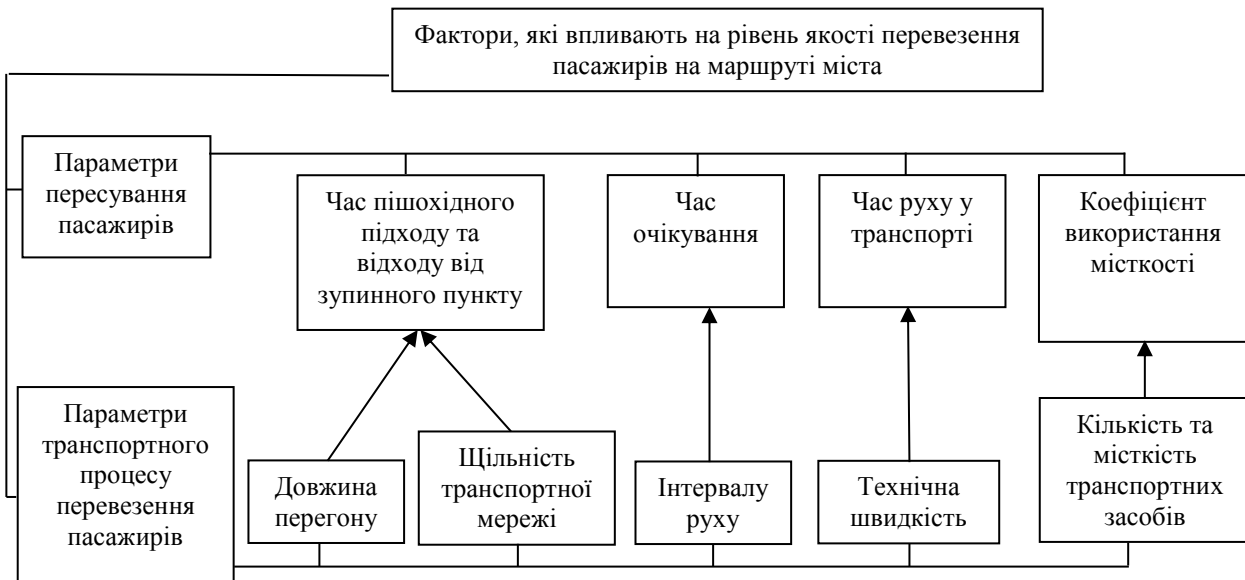 Фактори, які впливають на рівень якості перевезення
пасажирів на маршруті міста
Параметри
пересування
пасажирів
Час пішохідного
підходу та
відходу від
зупинного пункту
Час
очікування
Час руху у
транспорті
Коефіцієнт
використання
місткості
Параметри
транспортного
процесу
перевезення
пасажирів
Довжина
перегону
Щільність
транспортної
мережі
Інтервалу
руху
Технічна
швидкість
Кількість та
місткість
транспортних
засобів